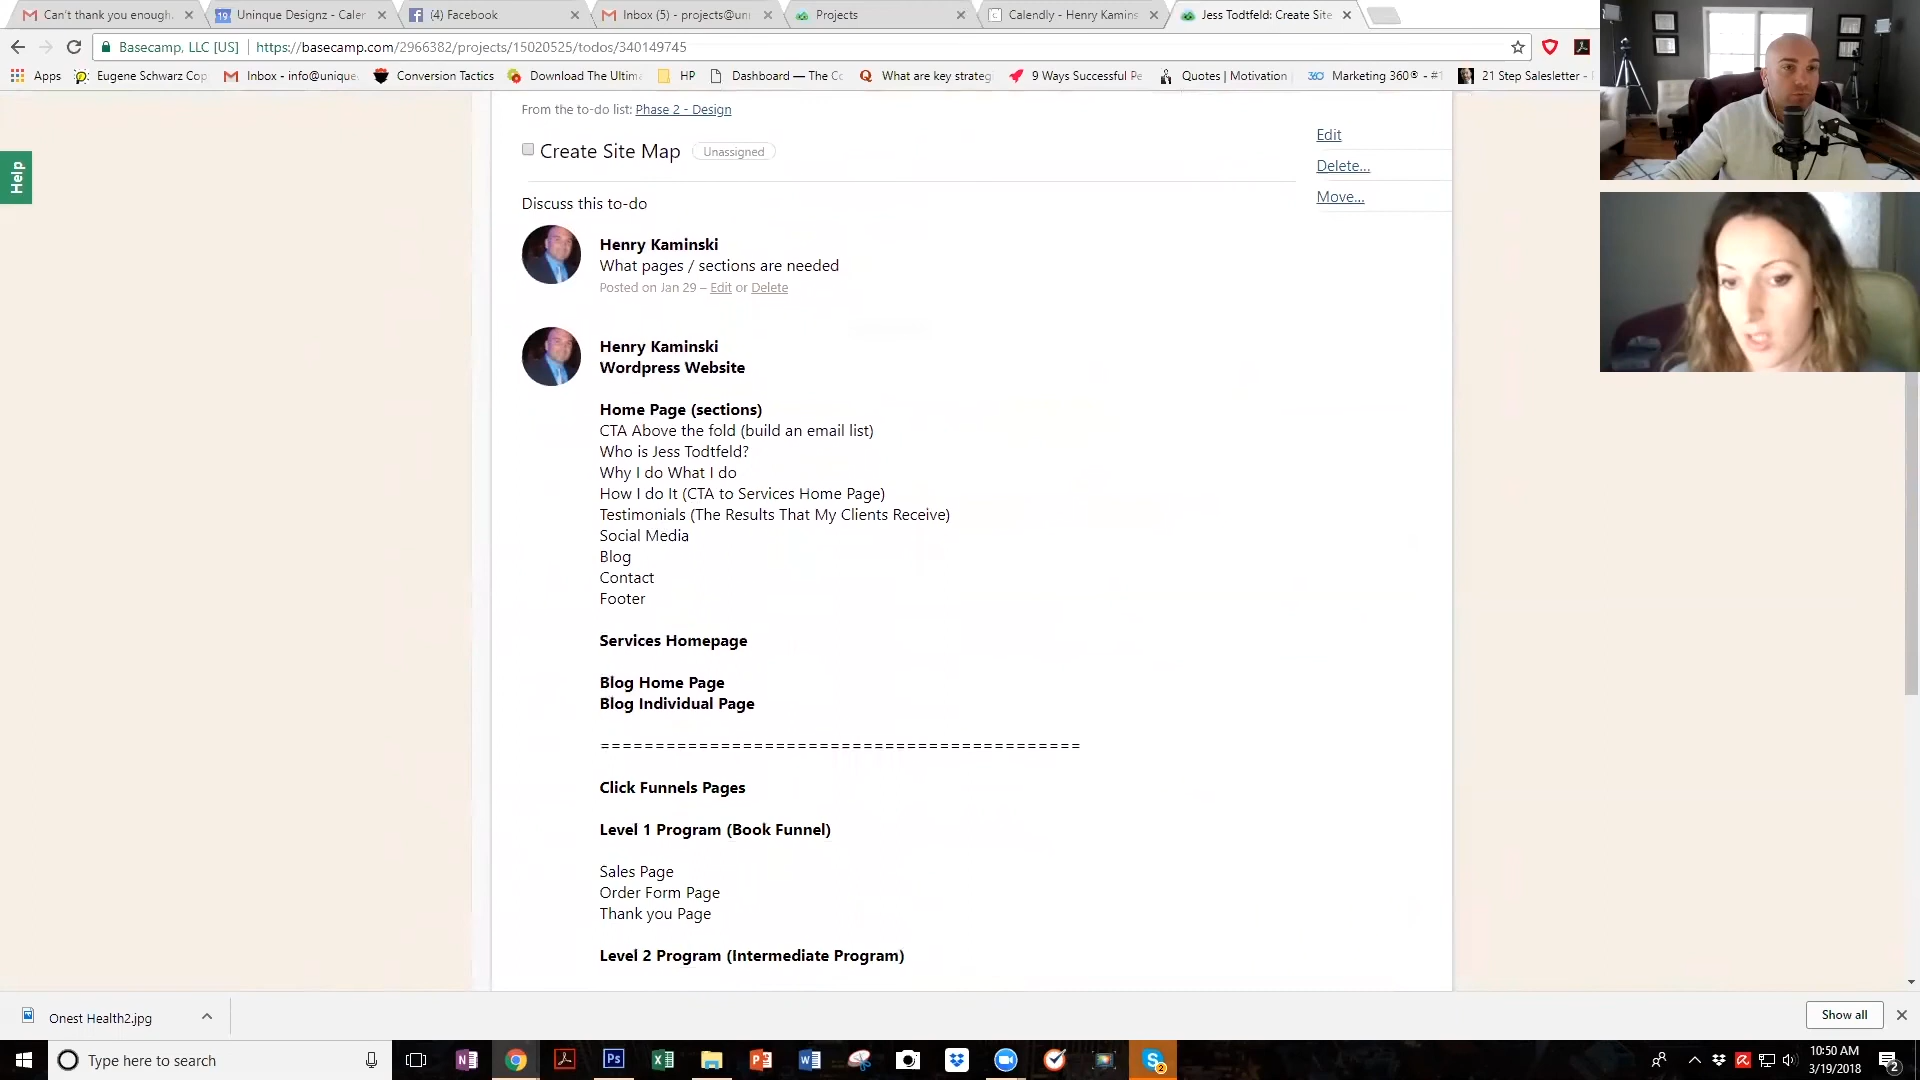 Can't thank you enough
Uninque Designz - Caler
(4) Facebook
Inbox (5) - projects@uni
Projects
Calendly - Henry Kamins
Jess Todtfeld: Create Site
Basecamp, LLC [US]
https://basecamp.com/2966382/projects/15020525/todos/340149745
Apps
Eugene Schwarz Cop
Inbox - info@unique
Conversion Tactics
Download The Ultim
HP
Dashboard — The Cc
What are key strateg
9 Ways Successful Pe
Quotes | Motivation
Marketing 360® - #1
21 Step Salesletter -
Help
From the to-do list: Phase 2 - Design
Create Site Map Unassigned
Edit
Delete...
Move...
Discuss this to-do
Henry Kaminski
What pages / sections are needed
Posted on Jan 29 – Edit or Delete
Henry Kaminski
Wordpress Website
Home Page (sections)
CTA Above the fold (build an email list)
Who is Jess Todtfeld?
Why I do What I do
How I do It (CTA to Services Home Page)
Testimonials (The Results That My Clients Receive)
Social Media
Blog
Contact
Footer
Services Homepage
Blog Home Page
Blog Individual Page
============================================
Click Funnels Pages
Level 1 Program (Book Funnel)
Sales Page
Order Form Page
Thank you Page
Level 2 Program (Intermediate Program)
Onest Health2.jpg
Show all
Type here to search
10:50 AM
3/19/2018